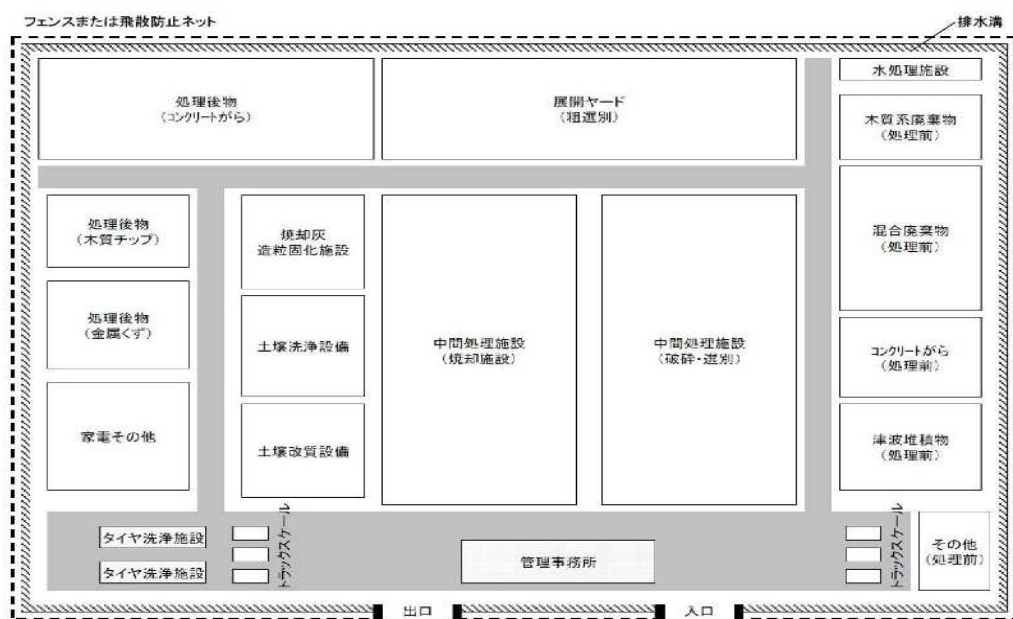 フェンスまたは飛散防止ネット
排水溝
処理後物
(コンクリートがら)
展開ヤード
(粗選別)
水処理施設
木質系廃棄物
(処理前)
処理後物
(木質チップ)
焼却灰
造粒固化施設
混合廃棄物
(処理前)
処理後物
(金属くず)
土壌洗浄設備
中間処理施設
(焼却施設)
中間処理施設
(破砕・選別)
コンクリートがら
(処理前)
家電その他
土壌改質設備
津波堆積物
(処理前)
タイヤ洗浄施設
タイヤ洗浄施設
トラックスケール
管理事務所
トラックスケール
その他
(処理前)
出口
入口